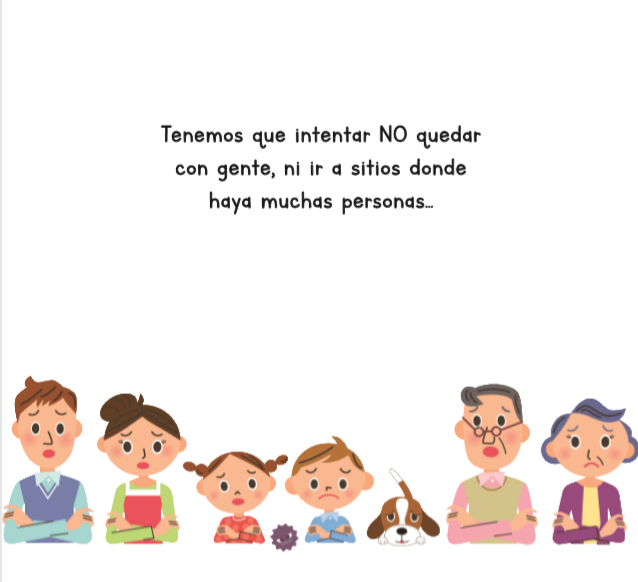 Tenemos que intentar NO quedar
con gente, ni ir a sitios donde
haya muchas personas...